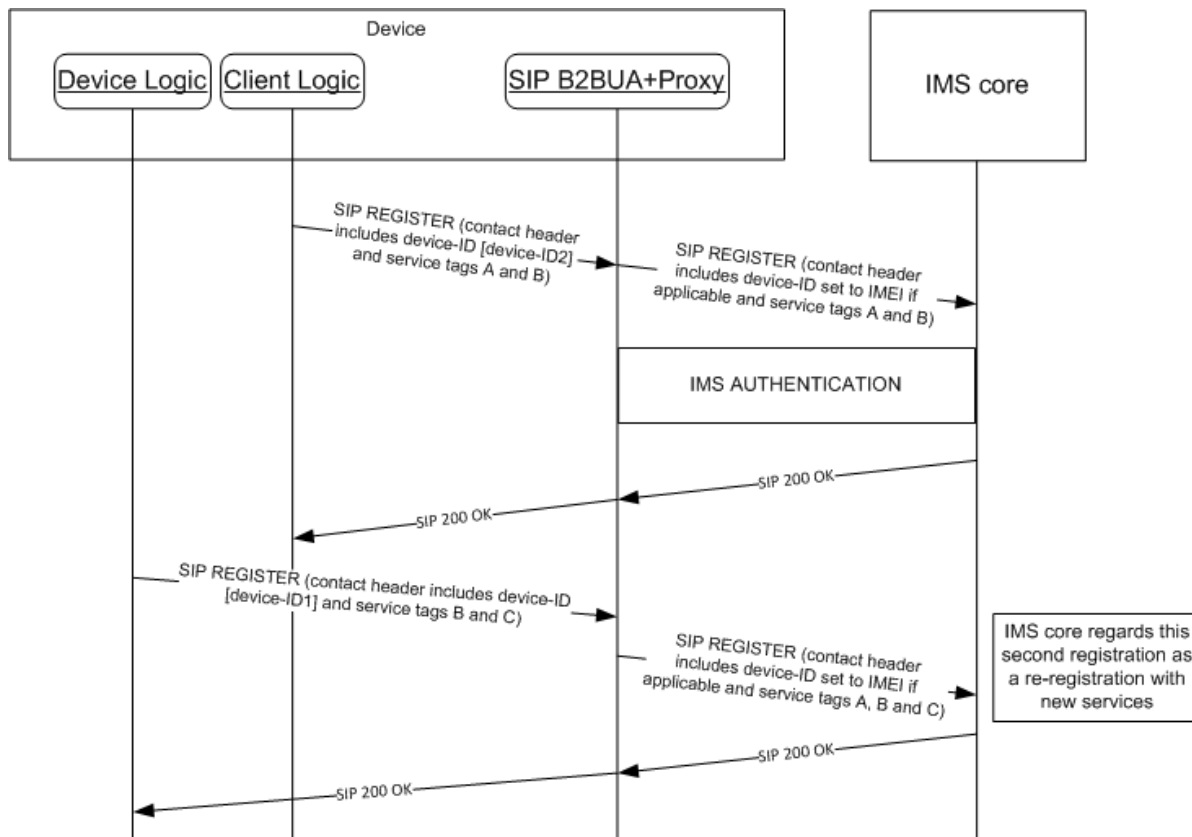 Device
Device Logic
Client Logic
SIP B2BUA+Proxy
IMS core
SIP REGISTER (contact header
includes device-ID [device-ID2]
and service tags A and B)
SIP REGISTER (contact header
includes device-ID set to IMEI if
applicable and service tags A and B)
IMS AUTHENTICATION
SIP 200 OK
SIP 200 OK
SIP REGISTER (contact header includes device-ID
[device-ID1] and service tags B and C)
SIP REGISTER (contact header
includes device-ID set to IMEI if
applicable and service tags A, B and C)
IMS core regards this
second registration as
a re-registration with
new services
SIP 200 OK
SIP 200 OK